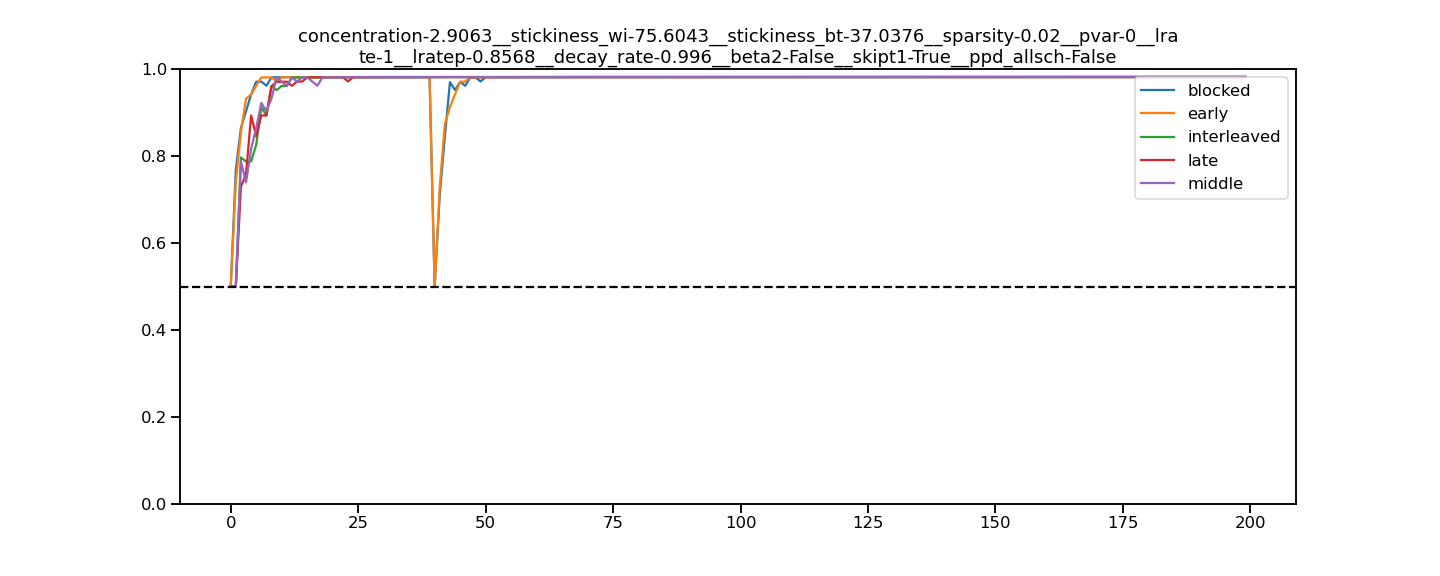 concentration-2.9063__stickiness_wi-75.6043__stickiness_bt-37.0376__sparsity-0.02__pvar-0__lra
te-1__lratep-0.8568__decay_rate-0.996__beta2-False__skipt1-True__ppd_allsch-False
1.0
0.8
0.6
0.4
0.2
0.0
blocked
early
interleaved
late
middle
0 25 50 75 100 125 150 175 200